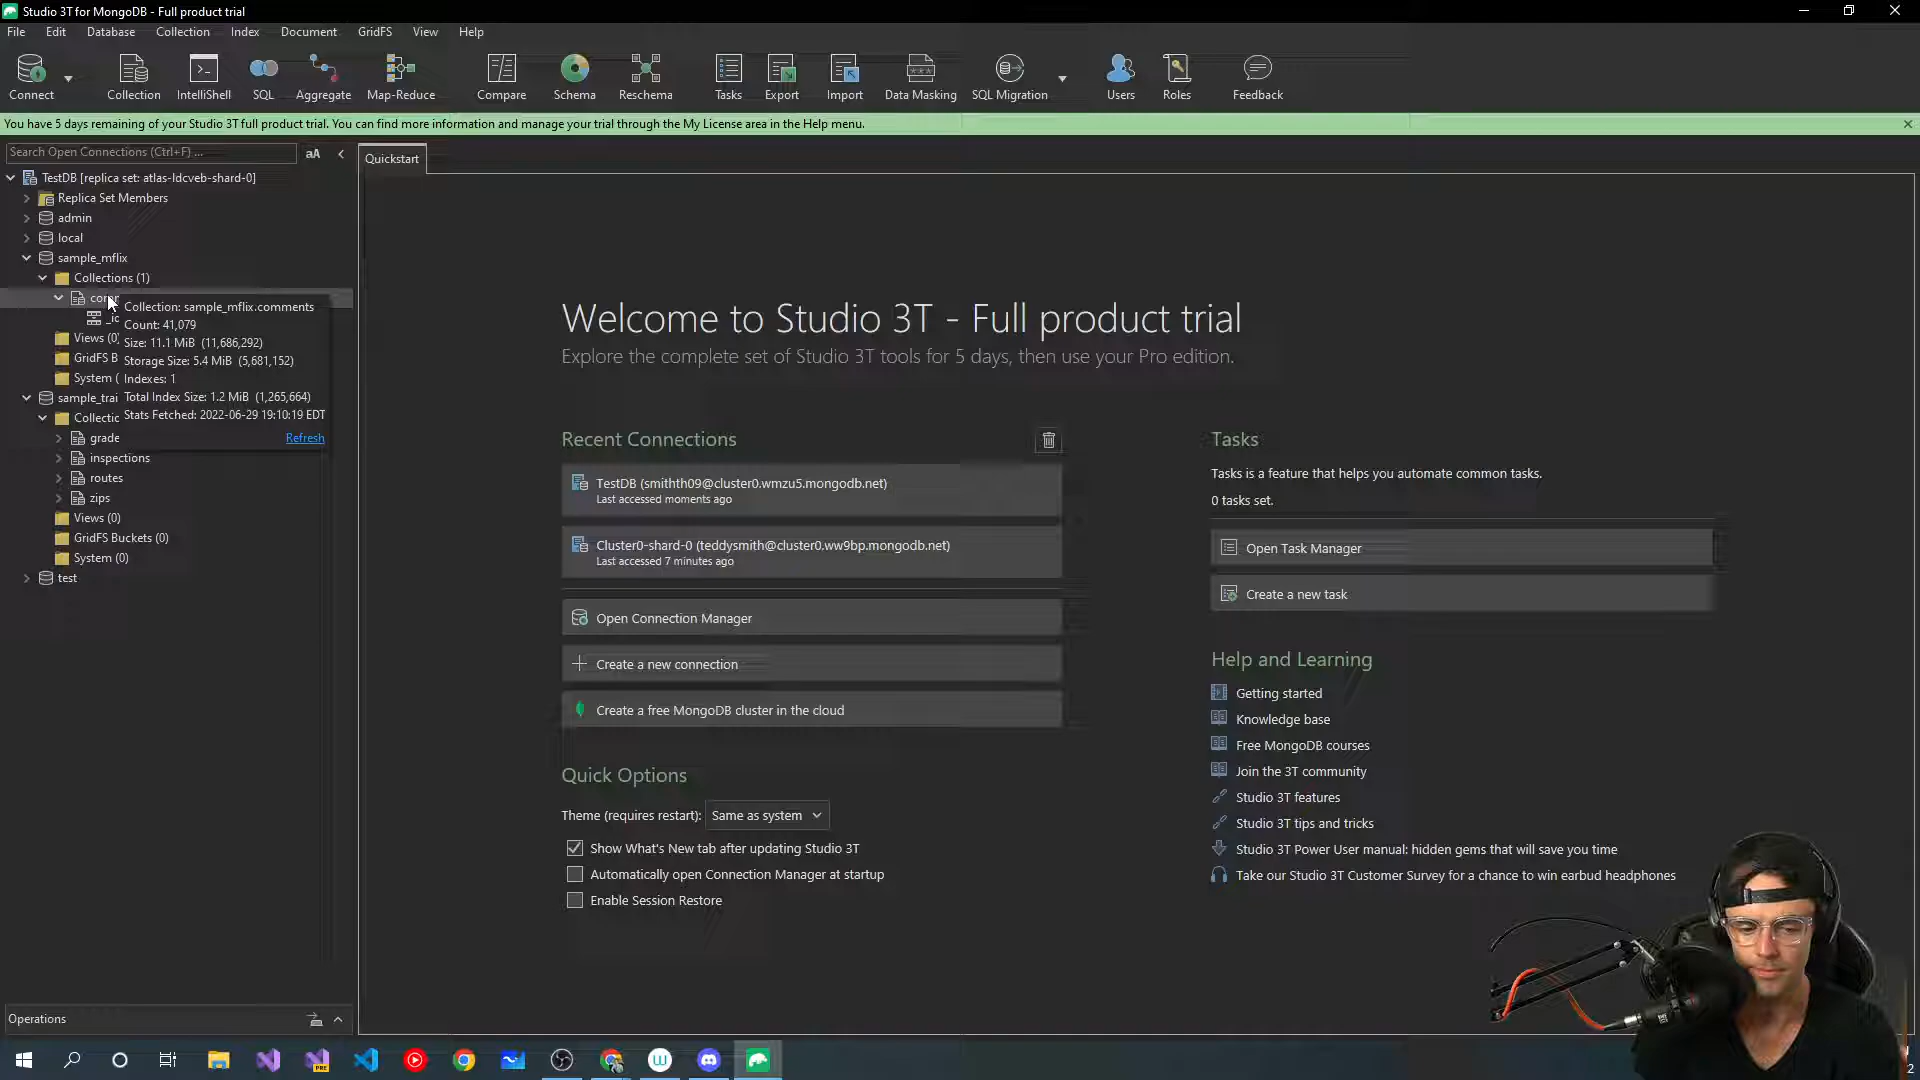 Studio 3T for MongoDB - Full product trial
File Edit Database Collection Index Document GridFS View Help
Connect Collection IntelliShell SQL Aggregate Map-Reduce Compare Schema Reschema Tasks Export Import Data Masking SQL Migration Users Roles Feedback
You have 5 days remaining of your Studio 3T full product trial. You can find more information and manage your trial through the My License area in the Help menu.
Search Open Connections (Ctrl+F) ... aA
Quickstart
TestDB [replica set: atlas-ldcveb-shard-0]
Replica Set Members
admin
local
sample_mflix
Collections (1)
Collection: sample_mflix.comments
Count: 41,079
Size: 11.1 MiB (11,686,292)
Storage Size: 5.4 MiB (5,681,152)
Indexes: 1
Total Index Size: 1.2 MiB (1,265,664)
Stats Fetched: 2022-06-29 19:10:19 EDT
Refresh
Views (0)
GridFS B
System (
sample_trai
Collectic
grade
inspections
routes
zips
Views (0)
GridFS Buckets (0)
System (0)
test
Operations
Welcome to Studio 3T - Full product trial
Explore the complete set of Studio 3T tools for 5 days, then use your Pro edition.
Recent Connections
TestDB (smithth09@cluster0.wmzu5.mongodb.net)
Last accessed moments ago
Cluster0-shard-0 (teddysmith@cluster0.ww9bp.mongodb.net)
Last accessed 7 minutes ago
Open Connection Manager
Create a new connection
Create a free MongoDB cluster in the cloud
Quick Options
Theme (requires restart): Same as system
Show What's New tab after updating Studio 3T
Automatically open Connection Manager at startup
Enable Session Restore
Tasks
Tasks is a feature that helps you automate common tasks.
0 tasks set.
Open Task Manager
Create a new task
Help and Learning
Getting started
Knowledge base
Free MongoDB courses
Join the 3T community
Studio 3T features
Studio 3T tips and tricks
Studio 3T Power User manual: hidden gems that will save you time
Take our Studio 3T Customer Survey for a chance to win earbud headphones